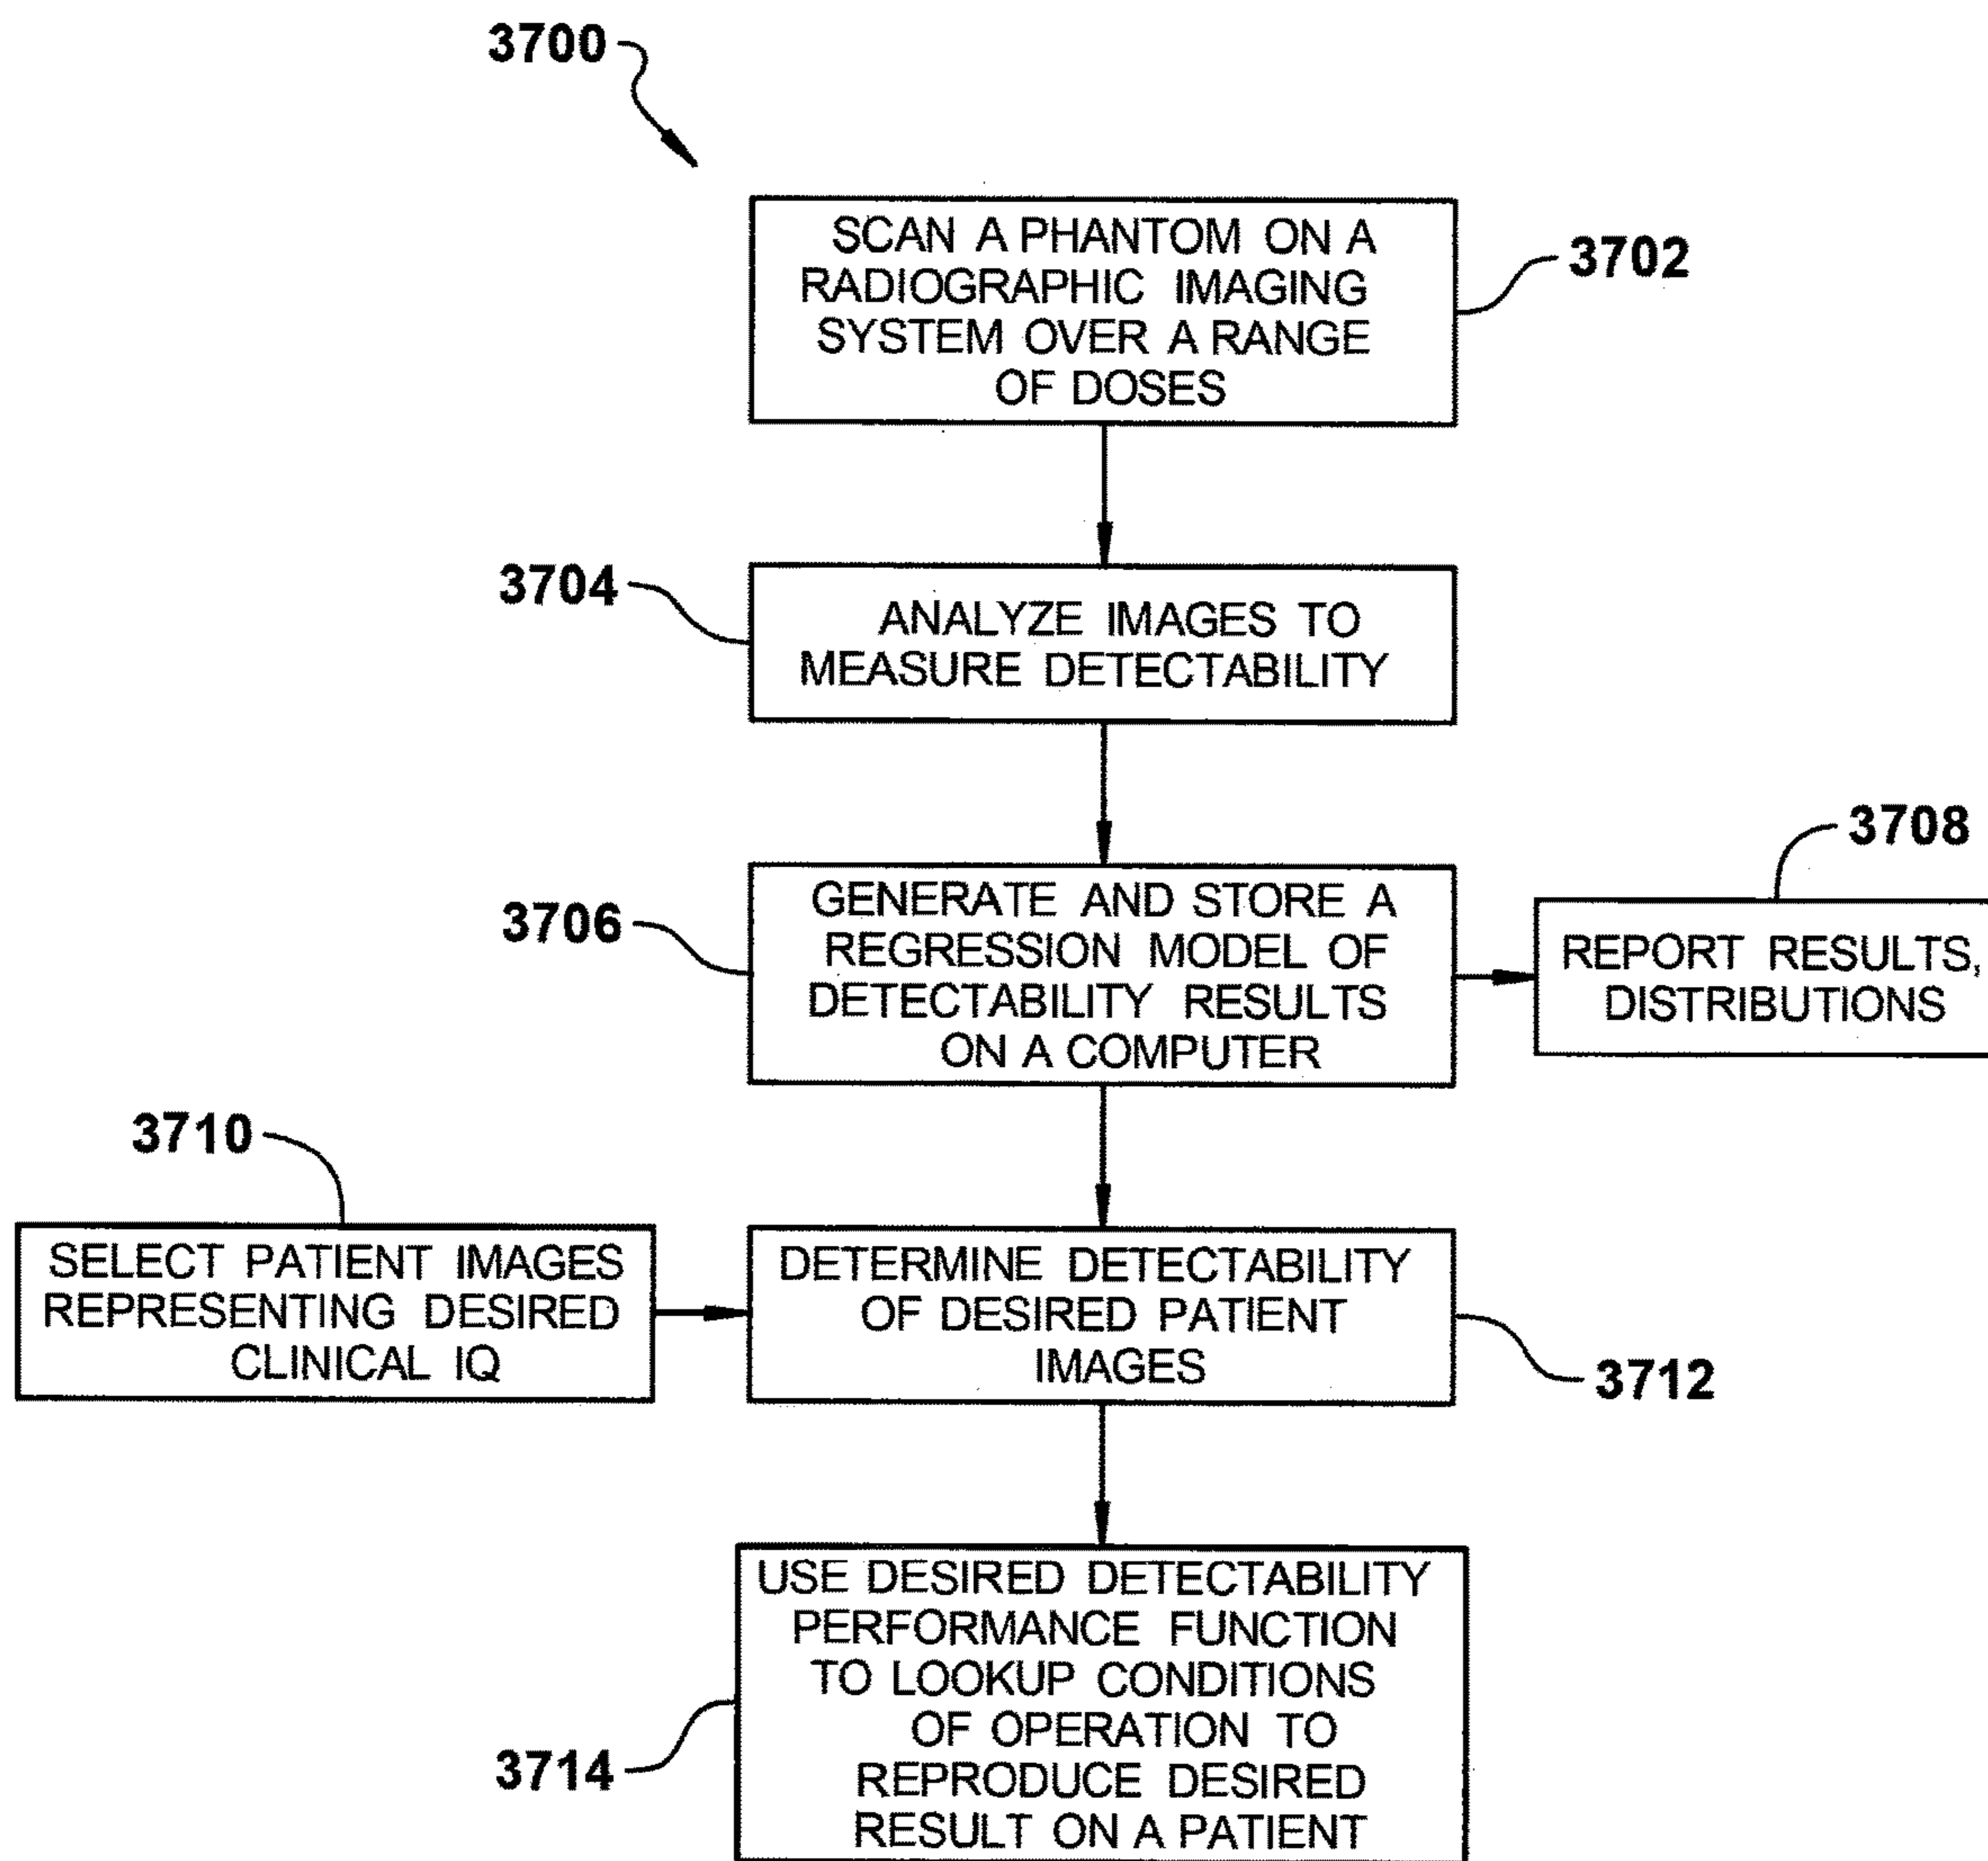 3700
SCAN A PHANTOM ON A
RADIOGRAPHIC IMAGING
SYSTEM OVER A RANGE
OF DOSES
3702
3704
ANALYZE IMAGES TO
MEASURE DETECTABILITY
3706
GENERATE AND STORE A
REGRESSION MODEL OF
DETECTABILITY RESULTS
ON A COMPUTER
3708
REPORT RESULTS,
DISTRIBUTIONS
3710
SELECT PATIENT IMAGES
REPRESENTING DESIRED
CLINICAL IQ
DETERMINE DETECTABILITY
OF DESIRED PATIENT
IMAGES
3712
USE DESIRED DETECTABILITY
PERFORMANCE FUNCTION
TO LOOKUP CONDITIONS
OF OPERATION TO
REPRODUCE DESIRED
RESULT ON A PATIENT
3714